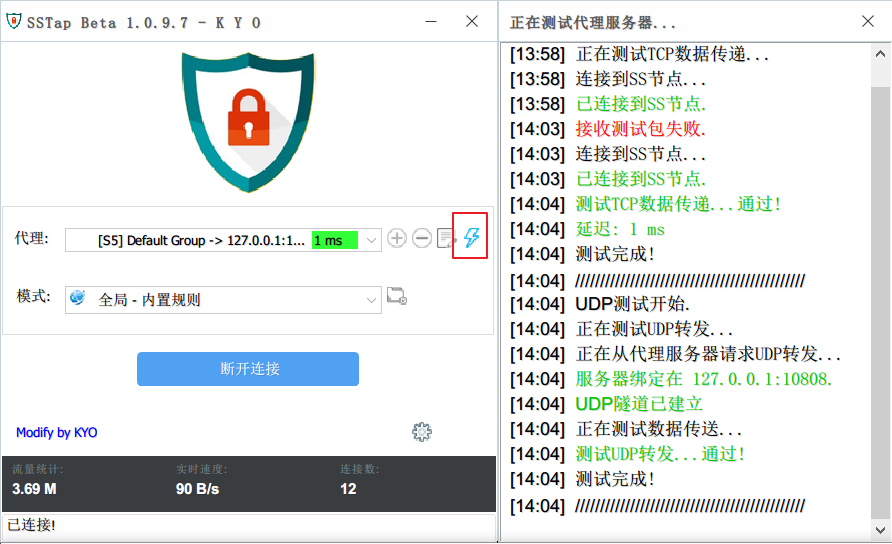 SSTap Beta 1.0.9.7 - K Y O
代理:
[S5] Default Group -> 127.0.0.1:1...
1 ms
模式:
全局 - 内置规则
断开连接
Modify by KYO
流量统计:
实时速度:
连接数:
3.69 M
90 B/s
12
已连接!
正在测试代理服务器...
[13:58] 正在测试TCP数据传递...
[13:58] 连接到SS节点...
[13:58] 已连接到SS节点.
[14:03] 接收测试包失败.
[14:03] 连接到SS节点...
[14:03] 已连接到SS节点.
[14:04] 测试TCP数据传递...通过!
[14:04] 延迟: 1 ms
[14:04] 测试完成!
[14:04] //////////////////////////////////////////////
[14:04] UDP测试开始.
[14:04] 正在测试UDP转发...
[14:04] 正在从代理服务器请求UDP转发...
[14:04] 服务器绑定在 127.0.0.1:10808.
[14:04] UDP隧道已建立
[14:04] 正在测试数据传送...
[14:04] 测试UDP转发...通过!
[14:04] 测试完成!
[14:04] //////////////////////////////////////////////